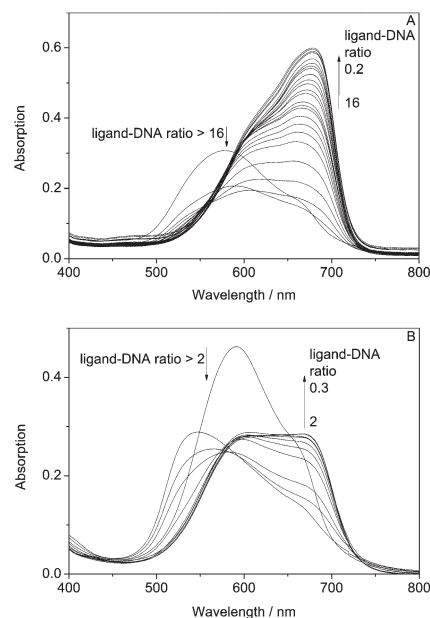 A
0.6
0.4
0.2
0.0
Absorption
ligand-DNA
ratio
0.2
16
ligand-DNA ratio > 16
400 500 600 700 800
Wavelength / nm
B
0.4
0.2
0.0
Absorption
ligand-DNA ratio > 2
ligand-DNA
ratio
0.3
2
400 500 600 700 800
Wavelength / nm